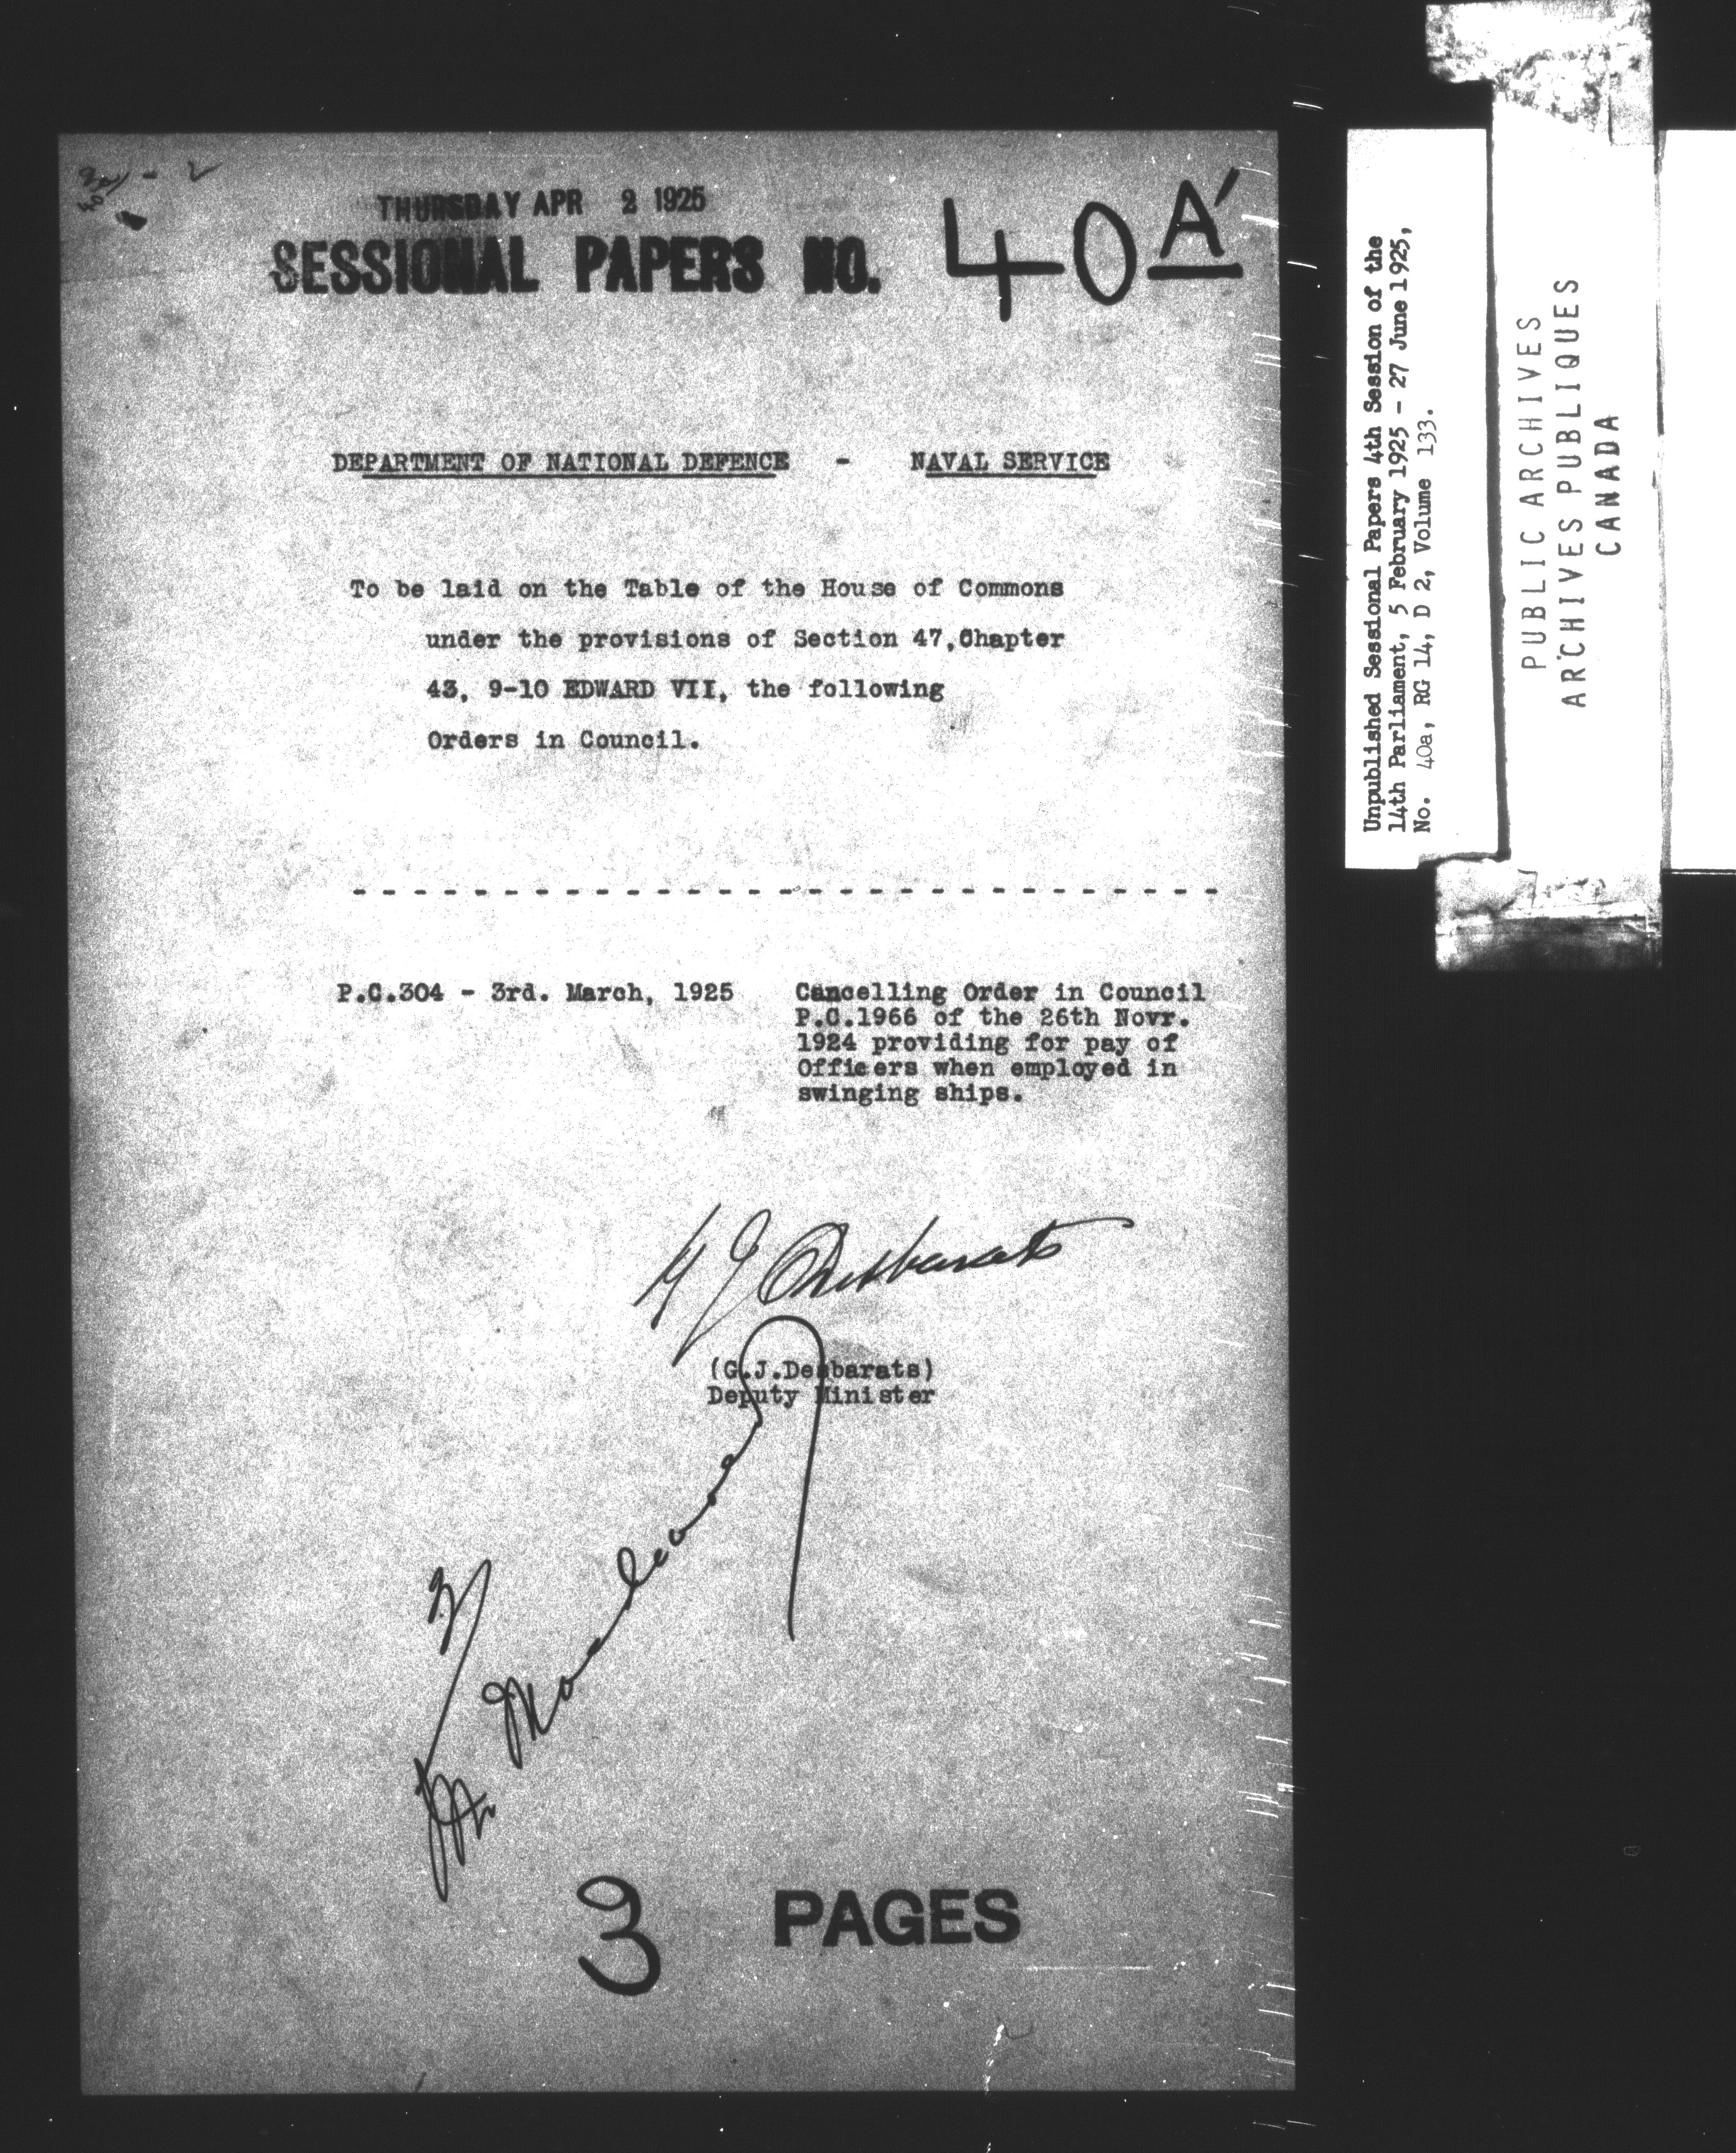 THURSDAY APR 2 1925
SESSIONAL PAPERS NO. 40 A
DEPARTMENT OF NATIONAL DEFENCE - NAVAL SERVICE
To be laid on the Table of the House of Commons
under the provisions of Section 47,Chapter
43, 9-10 EDWARD VII, the following
Orders in Council.
- - - - - - - - - - - - - - - - - - - - - - - - - - - - -
P.C.304 - 3rd. March, 1925
Cancelling Order in Council
P.C.1966 of the 26th Novr.
1924 providing for pay of
Officers when employed in
swinging ships.
G J Desbarats
(G.J.Desbarats)
Deputy Minister
3 PAGES
Unpublished Sessional Papers 4th Session of the
14th Parliament, 5 February 1925 - 27 June 1925,
No. 40a, RG 14, D 2, Volume 133.
PUBLIC ARCHIVES
ARCHIVES PUBLIQUES
CANADA